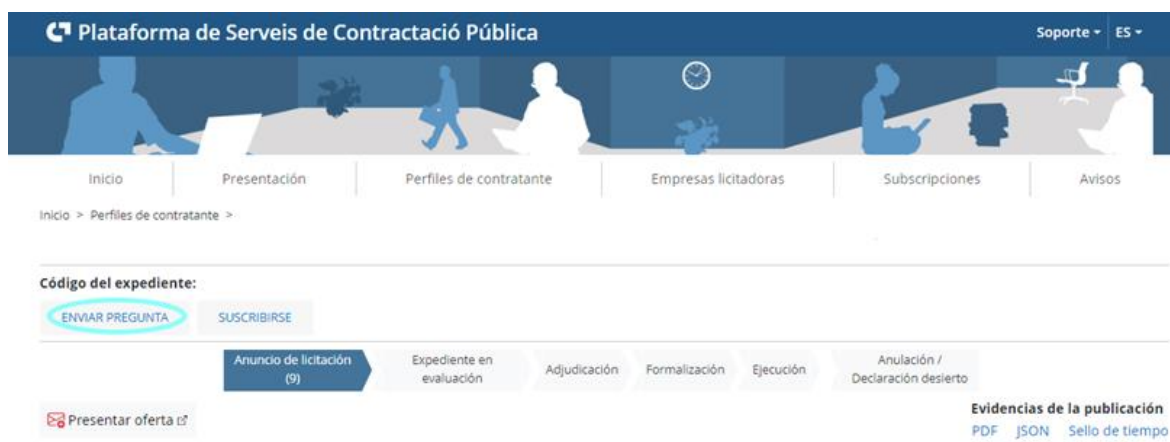 Plataforma de Serveis de Contractació Pública
Soporte ES
Inicio Presentación Perfiles de contratante Empresas licitadoras Subscripciones Avisos
Inicio > Perfiles de contratante >
Código del expediente:
ENVIAR PREGUNTA SUSCRIBIRSE
Anuncio de licitación (9)
Expediente en evaluación
Adjudicación
Formalización
Ejecución
Anulación / Declaración desierto
Presentar oferta
Evidencias de la publicación
PDF JSON Sello de tiempo